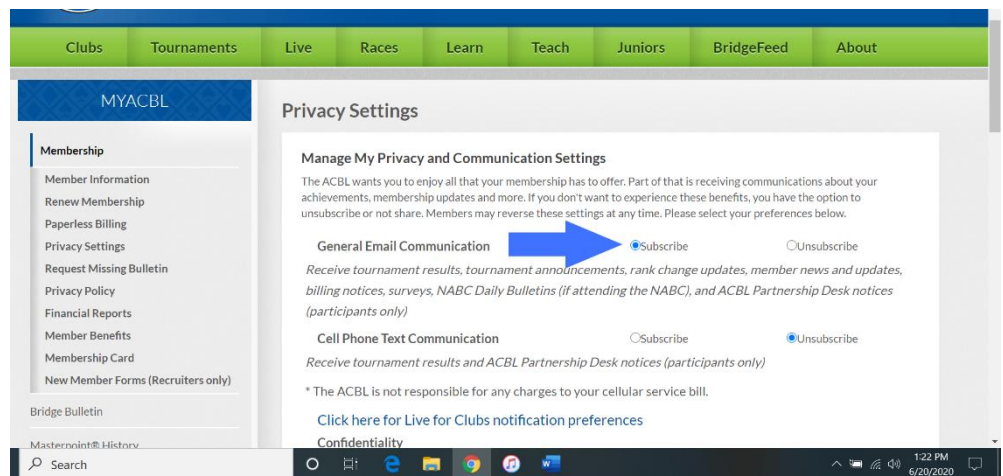 Clubs Tournaments Live Races Learn Teach Juniors BridgeFeed About
MYACBL
Membership
Member Information
Renew Membership
Paperless Billing
Privacy Settings
Request Missing Bulletin
Privacy Policy
Financial Reports
Member Benefits
Membership Card
New Member Forms (Recruiters only)
Bridge Bulletin
Masterpoint® History
Privacy Settings
Manage My Privacy and Communication Settings
The ACBL wants you to enjoy all that your membership has to offer. Part of that is receiving communications about your
achievements, membership updates and more. If you don't want to experience these benefits, you have the option to
unsubscribe or not share. Members may reverse these settings at any time. Please select your preferences below.
General Email Communication Subscribe Unsubscribe
Receive tournament results, tournament announcements, rank change updates, member news and updates,
billing notices, surveys, NABC Daily Bulletins (if attending the NABC), and ACBL Partnership Desk notices
(participants only)
Cell Phone Text Communication Subscribe Unsubscribe
Receive tournament results and ACBL Partnership Desk notices (participants only)
* The ACBL is not responsible for any charges to your cellular service bill.
Click here for Live for Clubs notification preferences
Confidentiality
Search
1:22 PM
6/20/2020